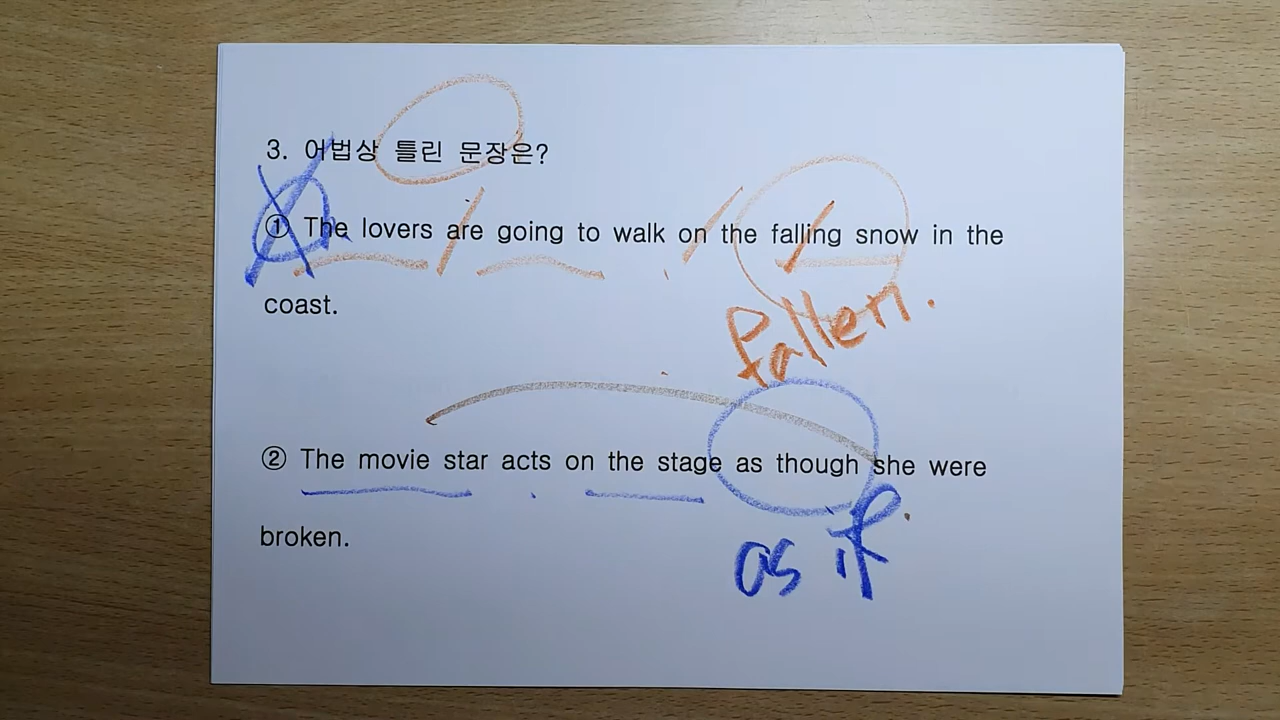 3. 어법상 틀린 문장은?
① The lovers are going to walk on the falling snow in the
coast.
fallen.
② The movie star acts on the stage as though she were
broken.
as if